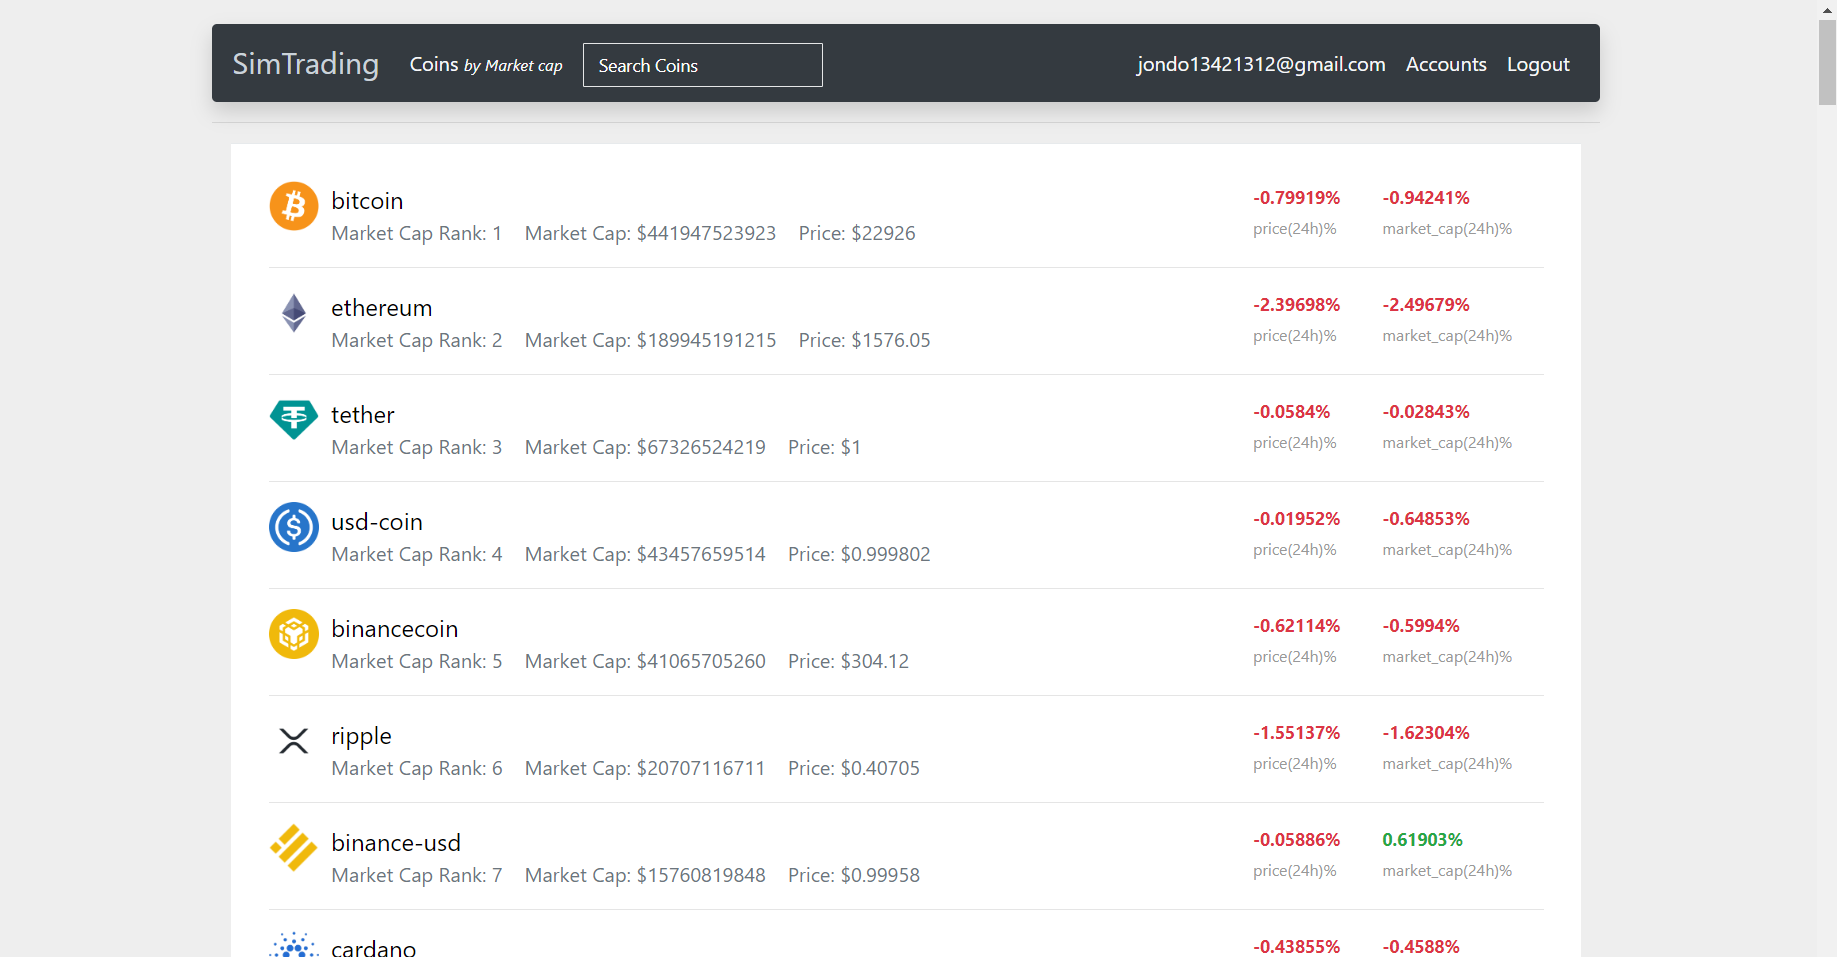 SimTrading Coins by Market cap Search Coins jondo13421312@gmail.com Accounts Logout
bitcoin -0.79919% -0.94241%
Market Cap Rank: 1 Market Cap: $441947523923 Price: $22926 price(24h)% market_cap(24h)%
ethereum -2.39698% -2.49679%
Market Cap Rank: 2 Market Cap: $189945191215 Price: $1576.05 price(24h)% market_cap(24h)%
tether -0.0584% -0.02843%
Market Cap Rank: 3 Market Cap: $67326524219 Price: $1 price(24h)% market_cap(24h)%
usd-coin -0.01952% -0.64853%
Market Cap Rank: 4 Market Cap: $43457659514 Price: $0.999802 price(24h)% market_cap(24h)%
binancecoin -0.62114% -0.5994%
Market Cap Rank: 5 Market Cap: $41065705260 Price: $304.12 price(24h)% market_cap(24h)%
ripple -1.55137% -1.62304%
Market Cap Rank: 6 Market Cap: $20707116711 Price: $0.40705 price(24h)% market_cap(24h)%
binance-usd -0.05886% 0.61903%
Market Cap Rank: 7 Market Cap: $15760819848 Price: $0.99958 price(24h)% market_cap(24h)%
cardano -0.43855% -0.4588%